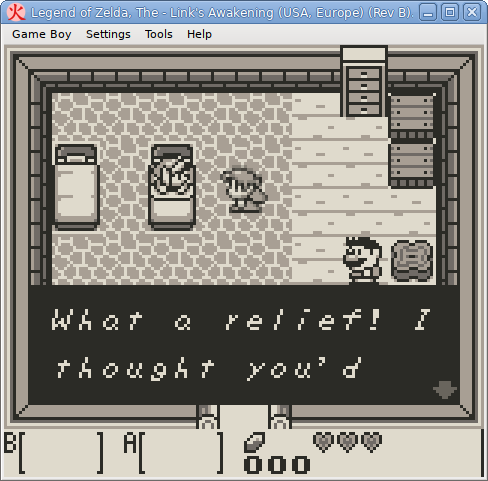 Legend of Zelda, The - Link's Awakening (USA, Europe) (Rev B).
Game Boy Settings Tools Help
What a relief! I
thought you'd
B[ ] A[ ]
000